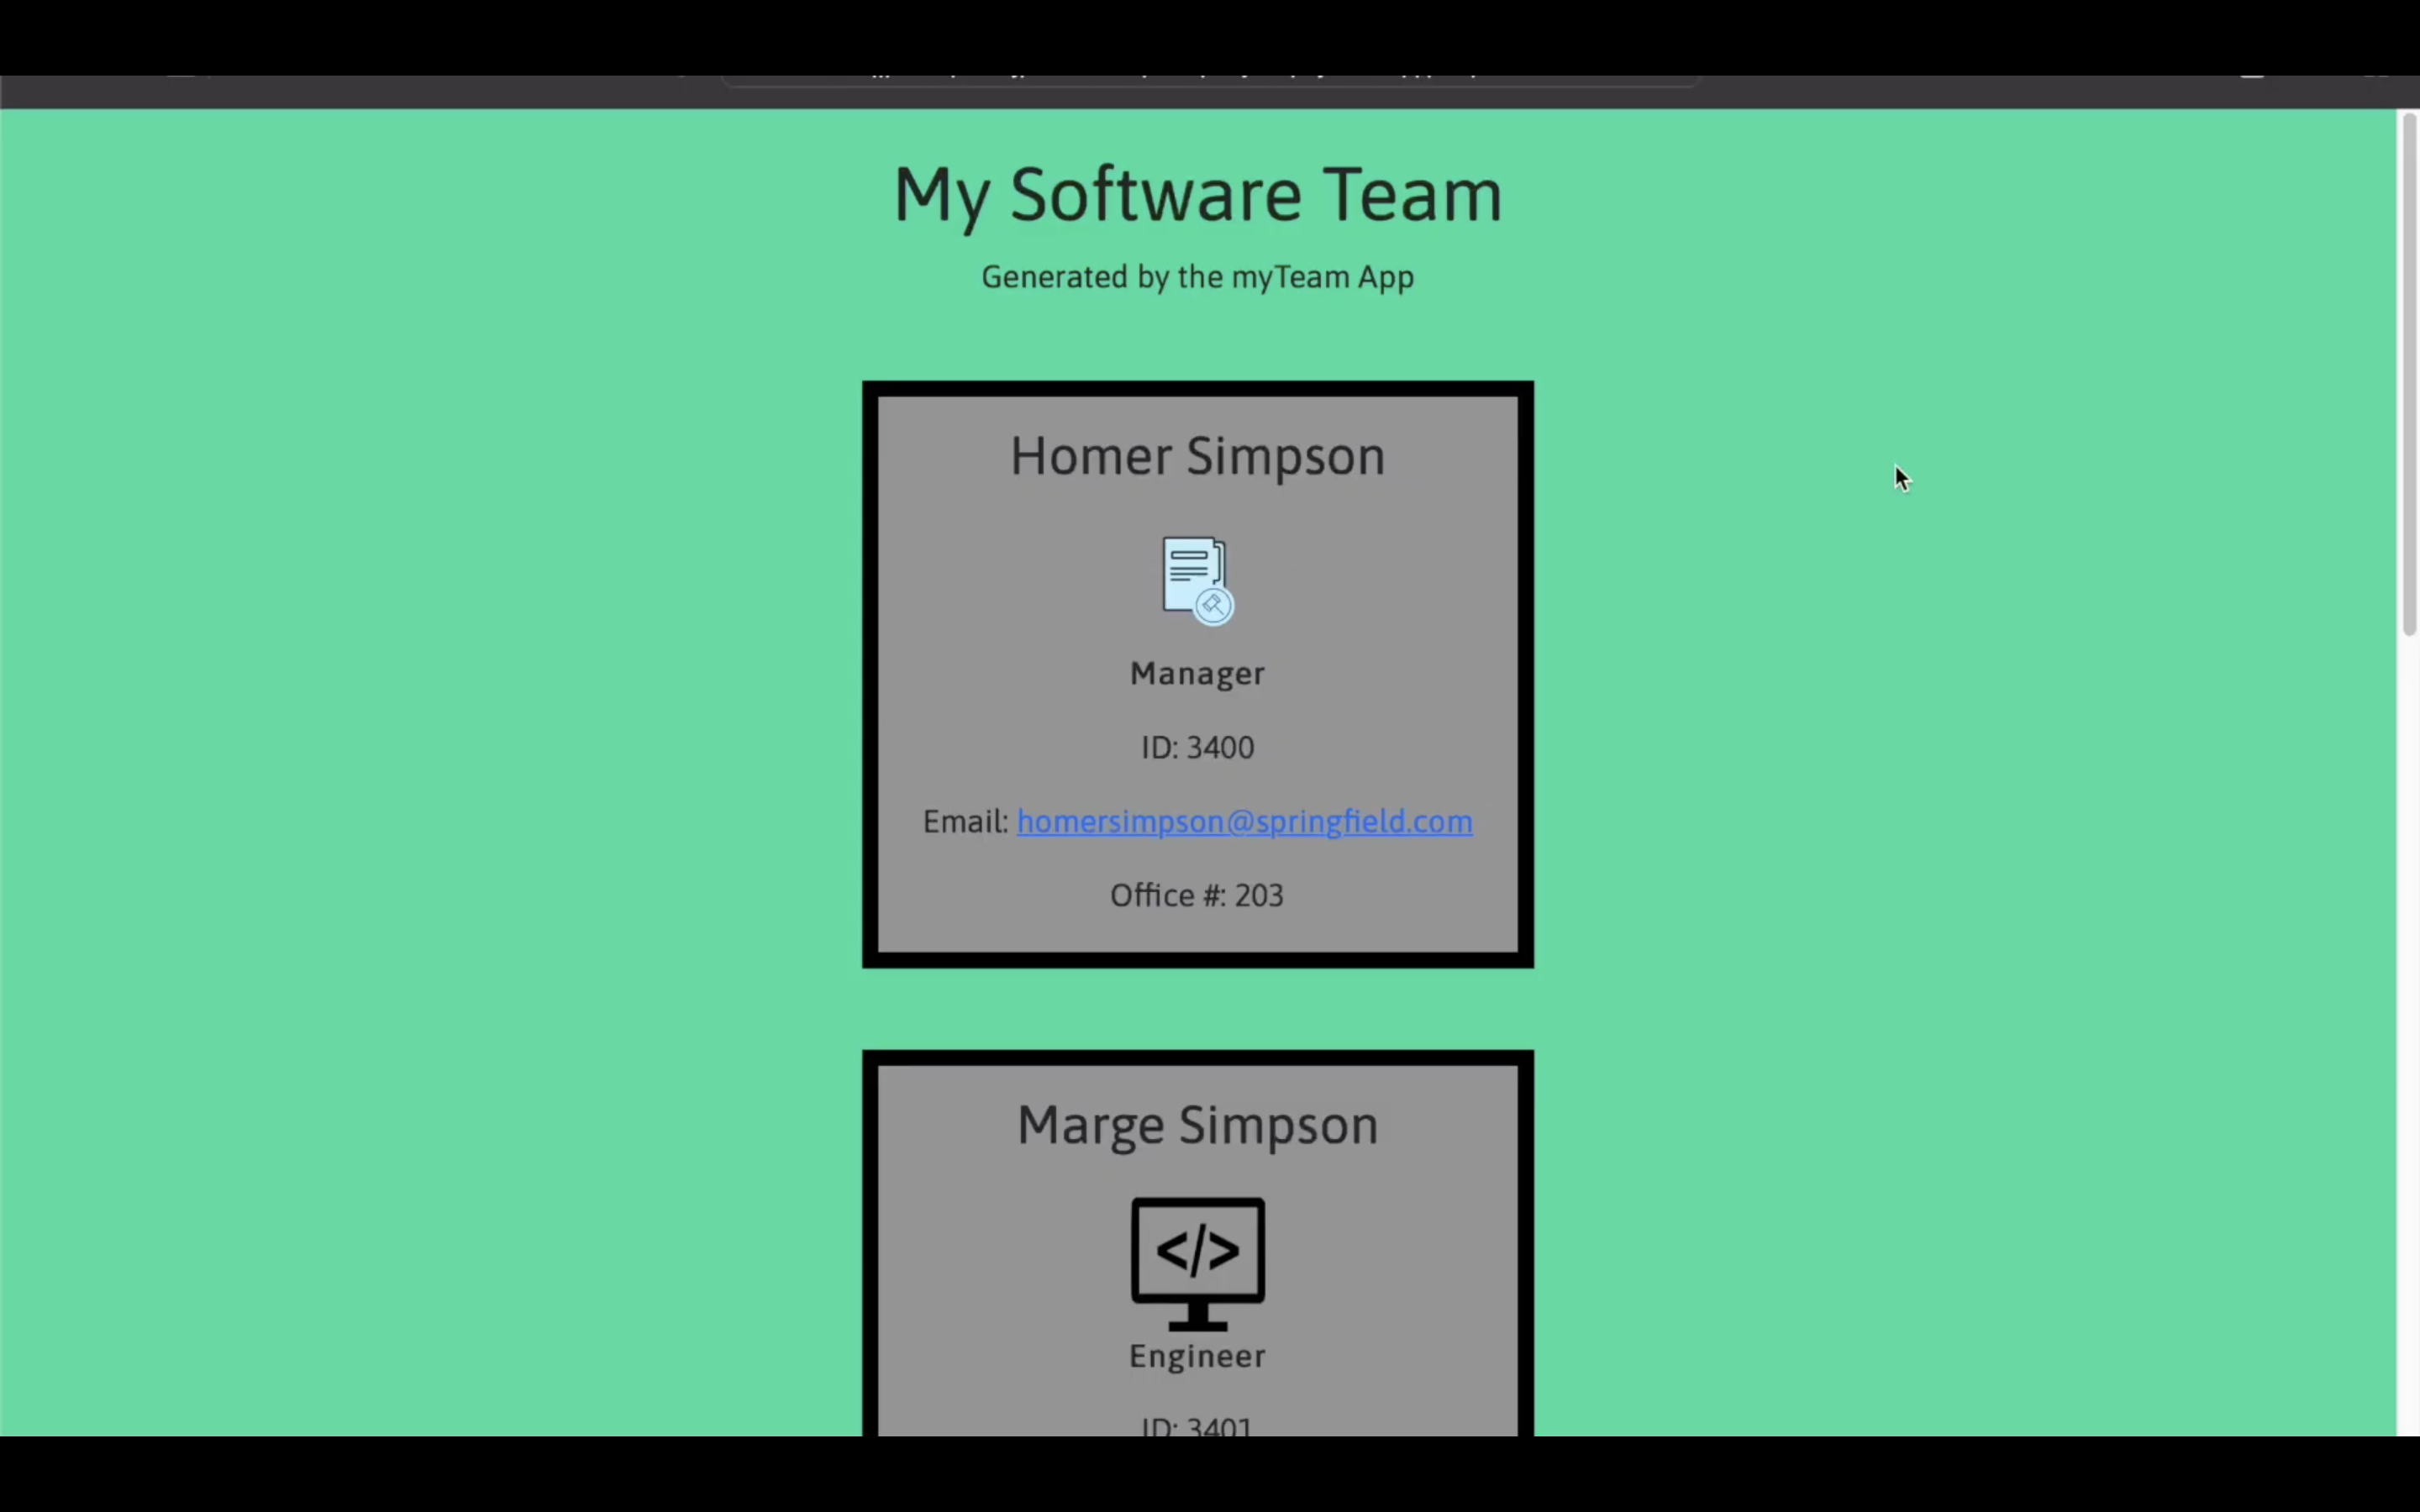 My Software Team
Generated by the myTeam App
Homer Simpson
Manager
ID: 3400
Email: homersimpson@springfield.com
Office #: 203
Marge Simpson
</>
Engineer
ID: 3401